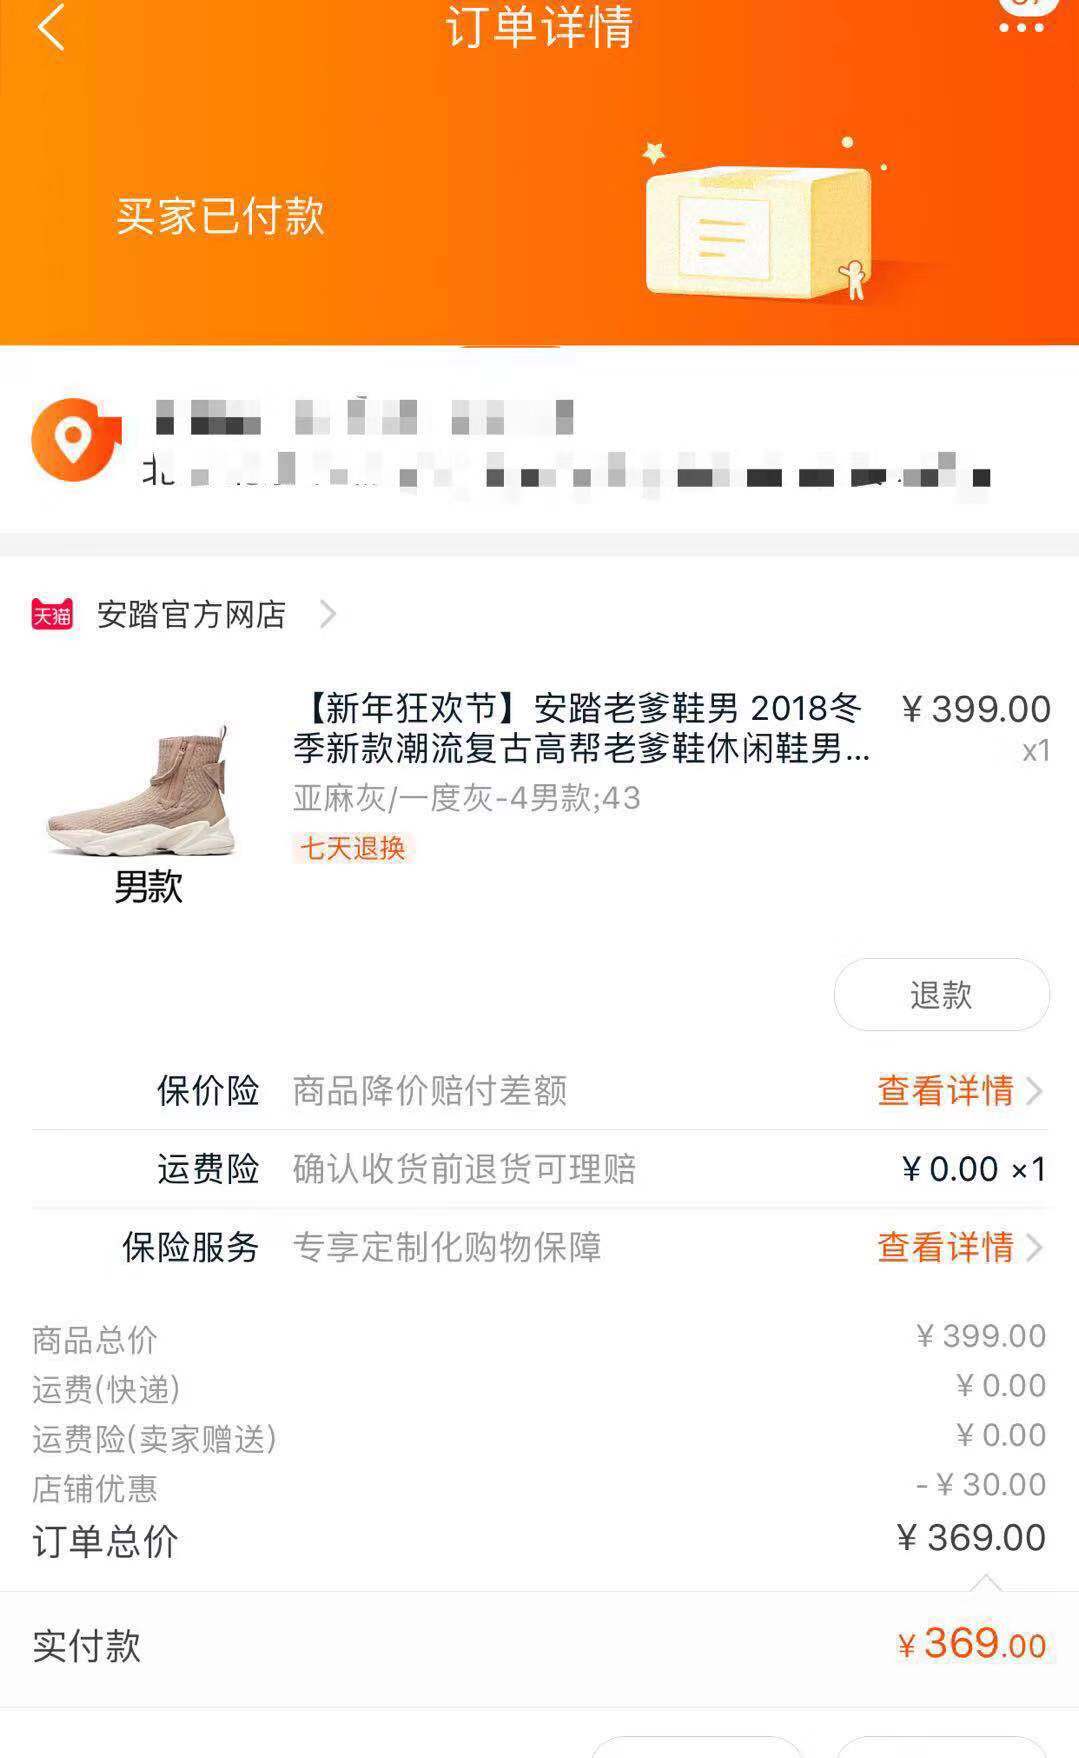 订单详情
买家已付款
北
天猫 安踏官方网店
【新年狂欢节】安踏老爹鞋男 2018冬 ¥399.00
季新款潮流复古高帮老爹鞋休闲鞋男... x1
亚麻灰/一度灰-4男款;43
七天退换
男款
退款
保价险 商品降价赔付差额 查看详情
运费险 确认收货前退货可理赔 ¥0.00 ×1
保险服务 专享定制化购物保障 查看详情
商品总价 ¥399.00
运费(快递) ¥0.00
运费险(卖家赠送) ¥0.00
店铺优惠 -¥30.00
订单总价 ¥369.00
实付款 ¥369.00